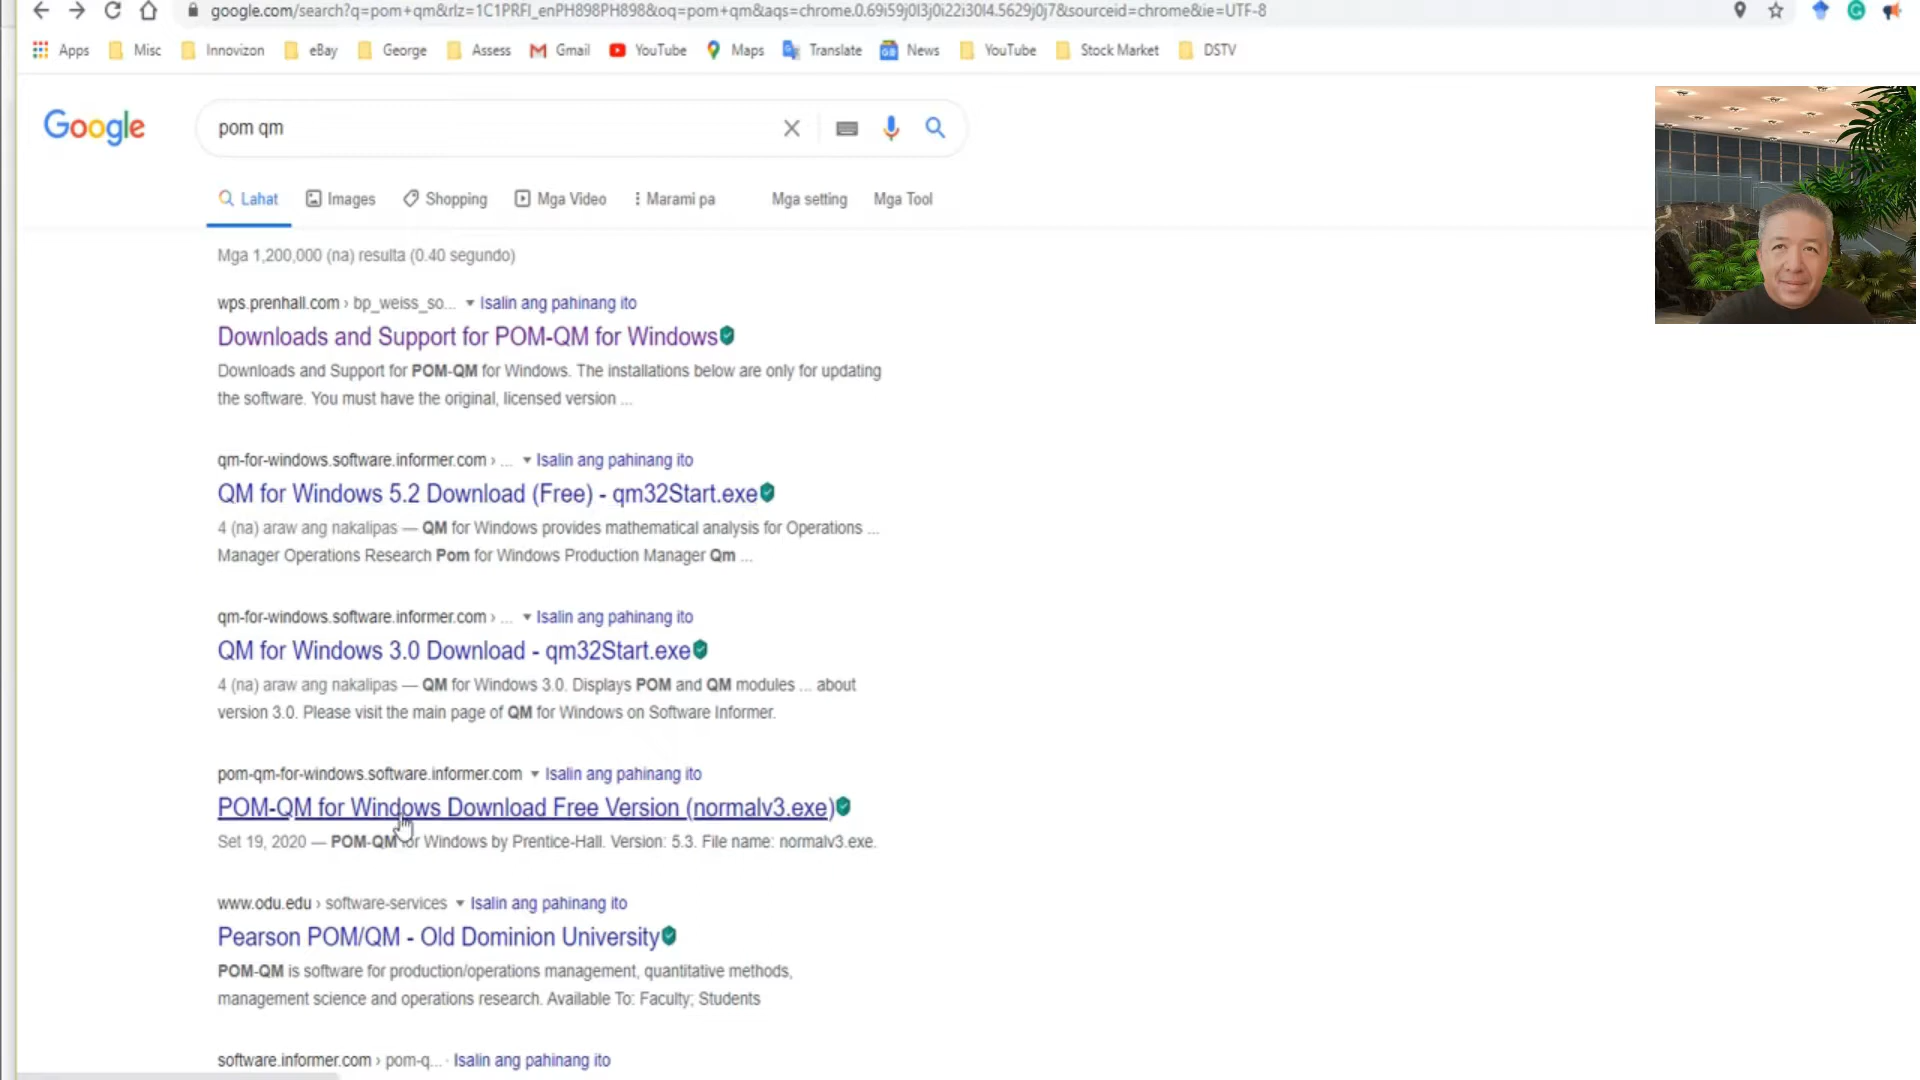 google.com/search?q=pom+qm&rlz=1C1PRFI_enPH898PH898&oq=pom+qm&aqs=chrome.0.69i59j0l3j0i22i30l4.5629j0j7&sourceid=chrome&ie=UTF-8
Apps Misc Innovizon eBay George Assess Gmail YouTube Maps Translate News YouTube Stock Market DSTV
Google pom qm
Lahat Images Shopping Mga Video Marami pa Mga setting Mga Tool
Mga 1,200,000 (na) resulta (0.40 segundo)
wps.prenhall.com › bp_weiss_so... Isalin ang pahinang ito
Downloads and Support for POM-QM for Windows
Downloads and Support for POM-QM for Windows. The installations below are only for updating
the software. You must have the original, licensed version ...
qm-for-windows.software.informer.com › ... Isalin ang pahinang ito
QM for Windows 5.2 Download (Free) - qm32Start.exe
4 (na) araw ang nakalipas — QM for Windows provides mathematical analysis for Operations ...
Manager Operations Research Pom for Windows Production Manager Qm ...
qm-for-windows.software.informer.com › ... Isalin ang pahinang ito
QM for Windows 3.0 Download - qm32Start.exe
4 (na) araw ang nakalipas — QM for Windows 3.0. Displays POM and QM modules ... about
version 3.0. Please visit the main page of QM for Windows on Software Informer.
pom-qm-for-windows.software.informer.com Isalin ang pahinang ito
POM-QM for Windows Download Free Version (normalv3.exe)
Set 19, 2020 — POM-QM for Windows by Prentice-Hall. Version: 5.3. File name: normalv3.exe.
www.odu.edu › software-services Isalin ang pahinang ito
Pearson POM/QM - Old Dominion University
POM-QM is software for production/operations management, quantitative methods,
management science and operations research. Available To: Faculty; Students
software.informer.com › pom-q... Isalin ang pahinang ito